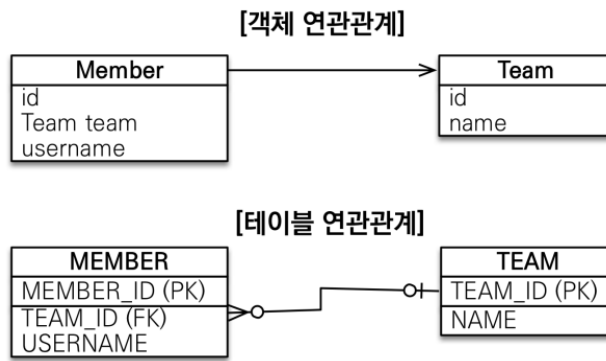 [객체 연관관계]
Member
id
Team team
username
Team
id
name
[테이블 연관관계]
MEMBER
MEMBER_ID (PK)
TEAM_ID (FK)
USERNAME
TEAM
TEAM_ID (PK)
NAME